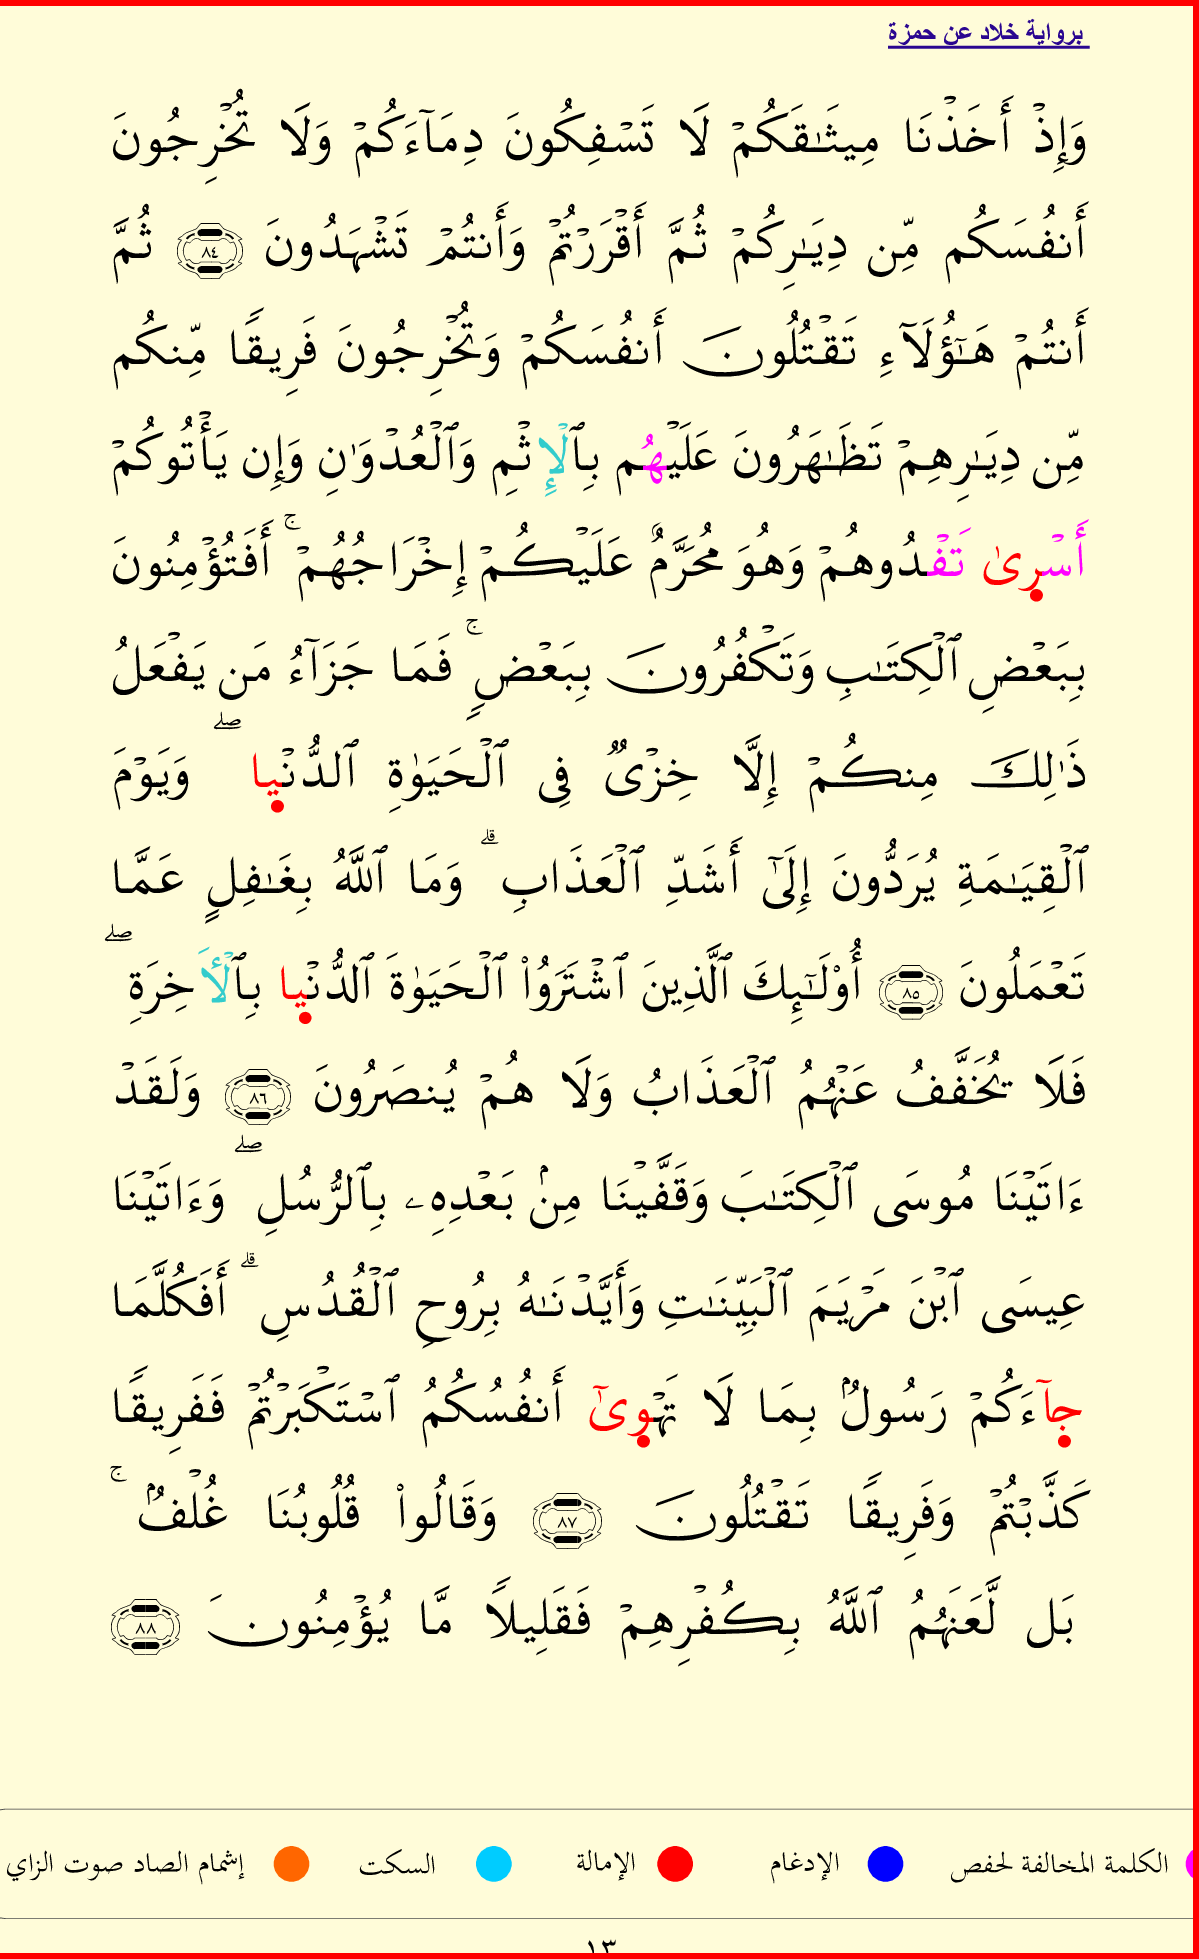 برواية خلاد عن حمزة
وَإِذۡ أَخَذۡنَا مِيثَٰقَكُمۡ لَا تَسۡفِكُونَ دِمَآءَكُمۡ وَلَا تُخۡرِجُونَ
أَنفُسَكُم مِّن دِيَٰرِكُمۡ ثُمَّ أَقۡرَرۡتُمۡ وَأَنتُمۡ تَشۡهَدُونَ ٨٤ ثُمَّ
أَنتُمۡ هَٰٓؤُلَآءِ تَقۡتُلُونَ أَنفُسَكُمۡ وَتُخۡرِجُونَ فَرِيقًا مِّنكُم
مِّن دِيَٰرِهِمۡ تَظَٰهَرُونَ عَلَيۡهُم بِٱلۡإِثۡمِ وَٱلۡعُدۡوَٰنِ وَإِن يَأۡتُوكُمۡ
أَسۡرِىٰ تَفۡدُوهُمۡ وَهُوَ مُحَرَّمٌ عَلَيۡكُمۡ إِخۡرَاجُهُمۡۚ أَفَتُؤۡمِنُونَ
بِبَعۡضِ ٱلۡكِتَٰبِ وَتَكۡفُرُونَ بِبَعۡضٖۚ فَمَا جَزَآءُ مَن يَفۡعَلُ
ذَٰلِكَ مِنكُمۡ إِلَّا خِزۡىٞ فِى ٱلۡحَيَوٰةِ ٱلدُّنۡيا ۖ وَيَوۡمَ
ٱلۡقِيَٰمَةِ يُرَدُّونَ إِلَىٰٓ أَشَدِّ ٱلۡعَذَابِۗ وَمَا ٱللَّهُ بِغَٰفِلٍ عَمَّا
تَعۡمَلُونَ ٨٥ أُوْلَٰٓئِكَ ٱلَّذِينَ ٱشۡتَرَوُاْ ٱلۡحَيَوٰةَ ٱلدُّنۡيا بِٱلۡأَخِرَةِۖ
فَلَا يُخَفَّفُ عَنۡهُمُ ٱلۡعَذَابُ وَلَا هُمۡ يُنصَرُونَ ٨٦ وَلَقَدۡ
ءَاتَيۡنَا مُوسَى ٱلۡكِتَٰبَ وَقَفَّيۡنَا مِنۢ بَعۡدِهِۦ بِٱلرُّسُلِۖ وَءَاتَيۡنَا
عِيسَى ٱبۡنَ مَرۡيَمَ ٱلۡبَيِّنَٰتِ وَأَيَّدۡنَٰهُ بِرُوحِ ٱلۡقُدُسِۗ أَفَكُلَّمَا
جآءَكُمۡ رَسُولُۢ بِمَا لَا تَهۡوِىٰٓ أَنفُسُكُمُ ٱسۡتَكۡبَرۡتُمۡ فَفَرِيقًا
كَذَّبۡتُمۡ وَفَرِيقًا تَقۡتُلُونَ ٨٧ وَقَالُواْ قُلُوبُنَا غُلۡفُۢۚ
بَل لَّعَنَهُمُ ٱللَّهُ بِكُفۡرِهِمۡ فَقَلِيلًا مَّا يُؤۡمِنُونَ ٨٨
الكلمة المخالفة لحفص الإدغام الإمالة السكت إشمام الصاد صوت الزاي
١٣